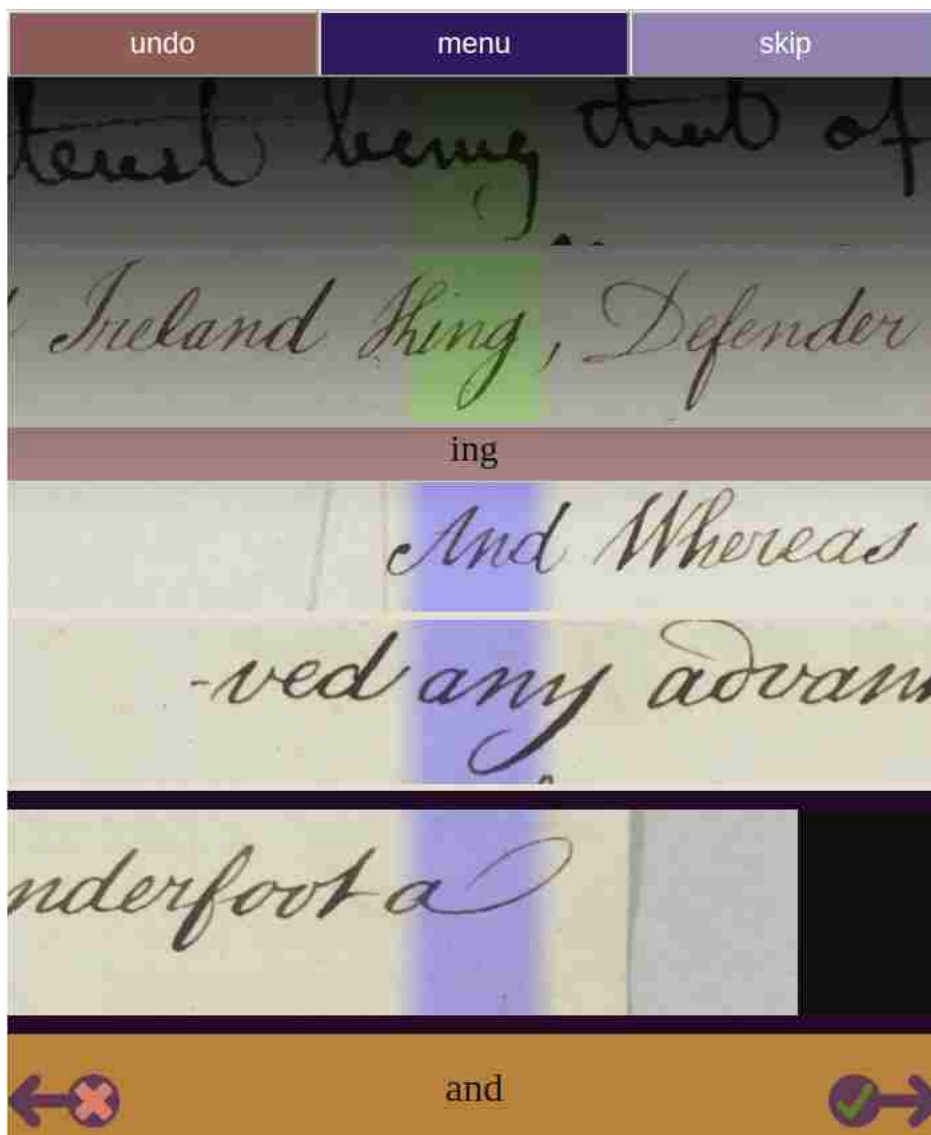 undo menu skip
terest being that of
Ireland King, Defender
ing
And Whereas
-ved any advan
nderfoot a
and